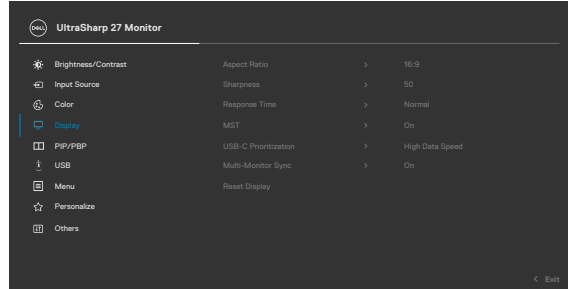 DELL UltraSharp 27 Monitor
Brightness/Contrast Aspect Ratio > 16:9
Input Source Sharpness > 50
Color Response Time > Normal
Display MST > On
PIP/PBP USB-C Prioritization > High Data Speed
USB Multi-Monitor Sync > On
Menu Reset Display
Personalize
Others
< Exit